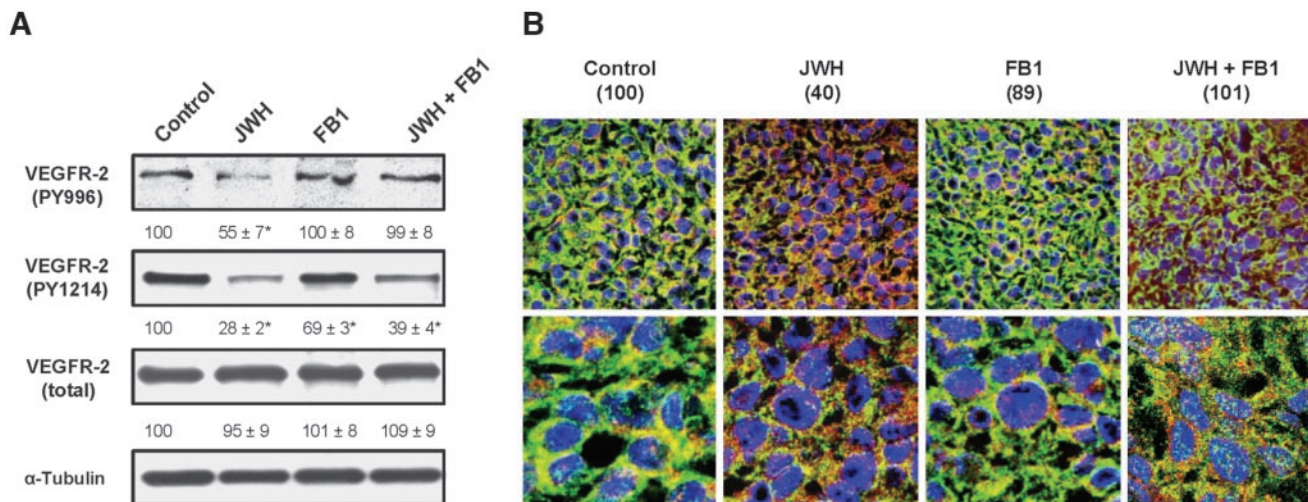 A
Control
JWH
FB1
JWH + FB1
VEGFR-2
(PY996)
100 55 ± 7* 100 ± 8 99 ± 8
VEGFR-2
(PY1214)
100 28 ± 2* 69 ± 3* 39 ± 4*
VEGFR-2
(total)
100 95 ± 9 101 ± 8 109 ± 9
α-Tubulin
B
Control JWH FB1 JWH + FB1
(100) (40) (89) (101)